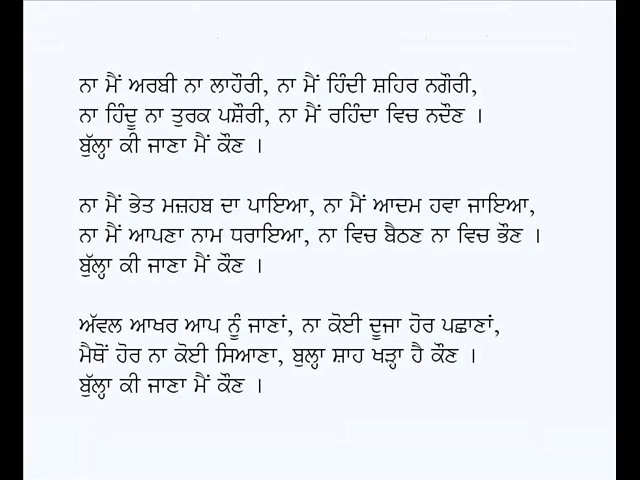 ਨਾ ਮੈਂ ਅਰਬੀ ਨਾ ਲਾਹੌਰੀ, ਨਾ ਮੈਂ ਹਿੰਦੀ ਸ਼ਹਿਰ ਨਗੌਰੀ,
ਨਾ ਹਿੰਦੂ ਨਾ ਤੁਰਕ ਪਸ਼ੌਰੀ, ਨਾ ਮੈਂ ਰਹਿੰਦਾ ਵਿਚ ਨਦੌਣ ।
ਬੁੱਲ੍ਹਾ ਕੀ ਜਾਣਾ ਮੈਂ ਕੌਣ ।
ਨਾ ਮੈਂ ਭੇਤ ਮਜ਼ਹਬ ਦਾ ਪਾਇਆ, ਨਾ ਮੈਂ ਆਦਮ ਹਵਾ ਜਾਇਆ,
ਨਾ ਮੈਂ ਆਪਣਾ ਨਾਮ ਧਰਾਇਆ, ਨਾ ਵਿਚ ਬੈਠਣ ਨਾ ਵਿਚ ਭੌਣ ।
ਬੁੱਲ੍ਹਾ ਕੀ ਜਾਣਾ ਮੈਂ ਕੌਣ ।
ਅੱਵਲ ਆਖਰ ਆਪ ਨੂੰ ਜਾਣਾਂ, ਨਾ ਕੋਈ ਦੂਜਾ ਹੋਰ ਪਛਾਣਾਂ,
ਮੈਥੋਂ ਹੋਰ ਨਾ ਕੋਈ ਸਿਆਣਾ, ਬੁਲ੍ਹਾ ਸ਼ਾਹ ਖੜ੍ਹਾ ਹੈ ਕੌਣ ।
ਬੁੱਲ੍ਹਾ ਕੀ ਜਾਣਾ ਮੈਂ ਕੌਣ ।